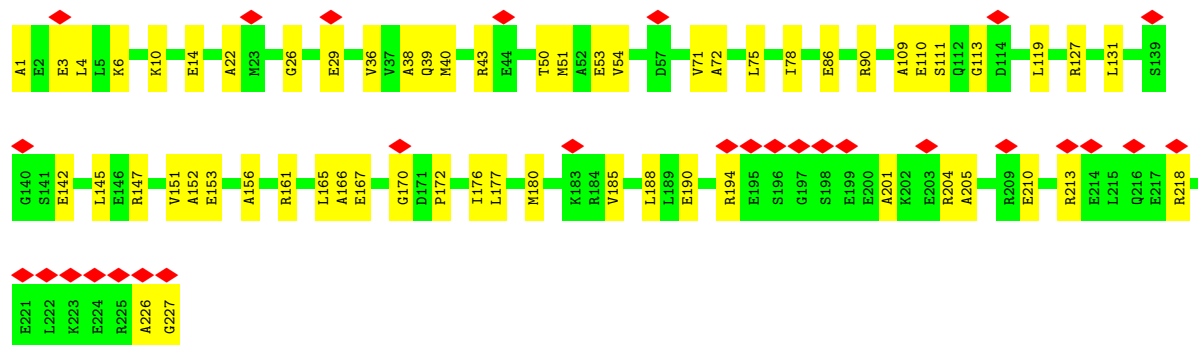 A1 E2 E3 L4 L5 K6 K10 E14 A22 M23 G26 E29 V36 V37 A38 Q39 M40 R43 E44 T50 M51 A52 E53 V54 D57 V71 A72 L75 I78 E86 R90 A109 E110 S111 Q112 G113 D114 L119 R127 L131 S139
G140 S141 E142 L145 E146 R147 V151 A152 E153 A156 R161 L165 A166 E167 G170 D171 P172 I176 L177 M180 K183 R184 V185 L188 L189 E190 R194 E195 S196 G197 S198 E199 E200 A201 K202 E203 R204 A205 R209 E210 R213 E214 L215 Q216 E217 R218
E221 L222 K223 E224 R225 A226 G227